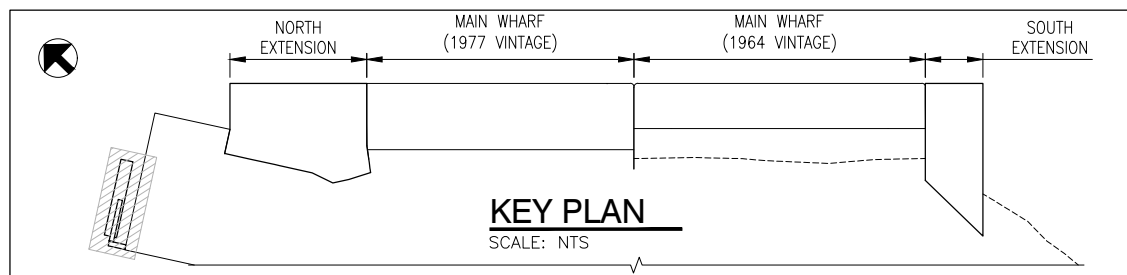 NORTH
EXTENSION
MAIN WHARF
(1977 VINTAGE)
MAIN WHARF
(1964 VINTAGE)
SOUTH
EXTENSION
KEY PLAN
SCALE: NTS